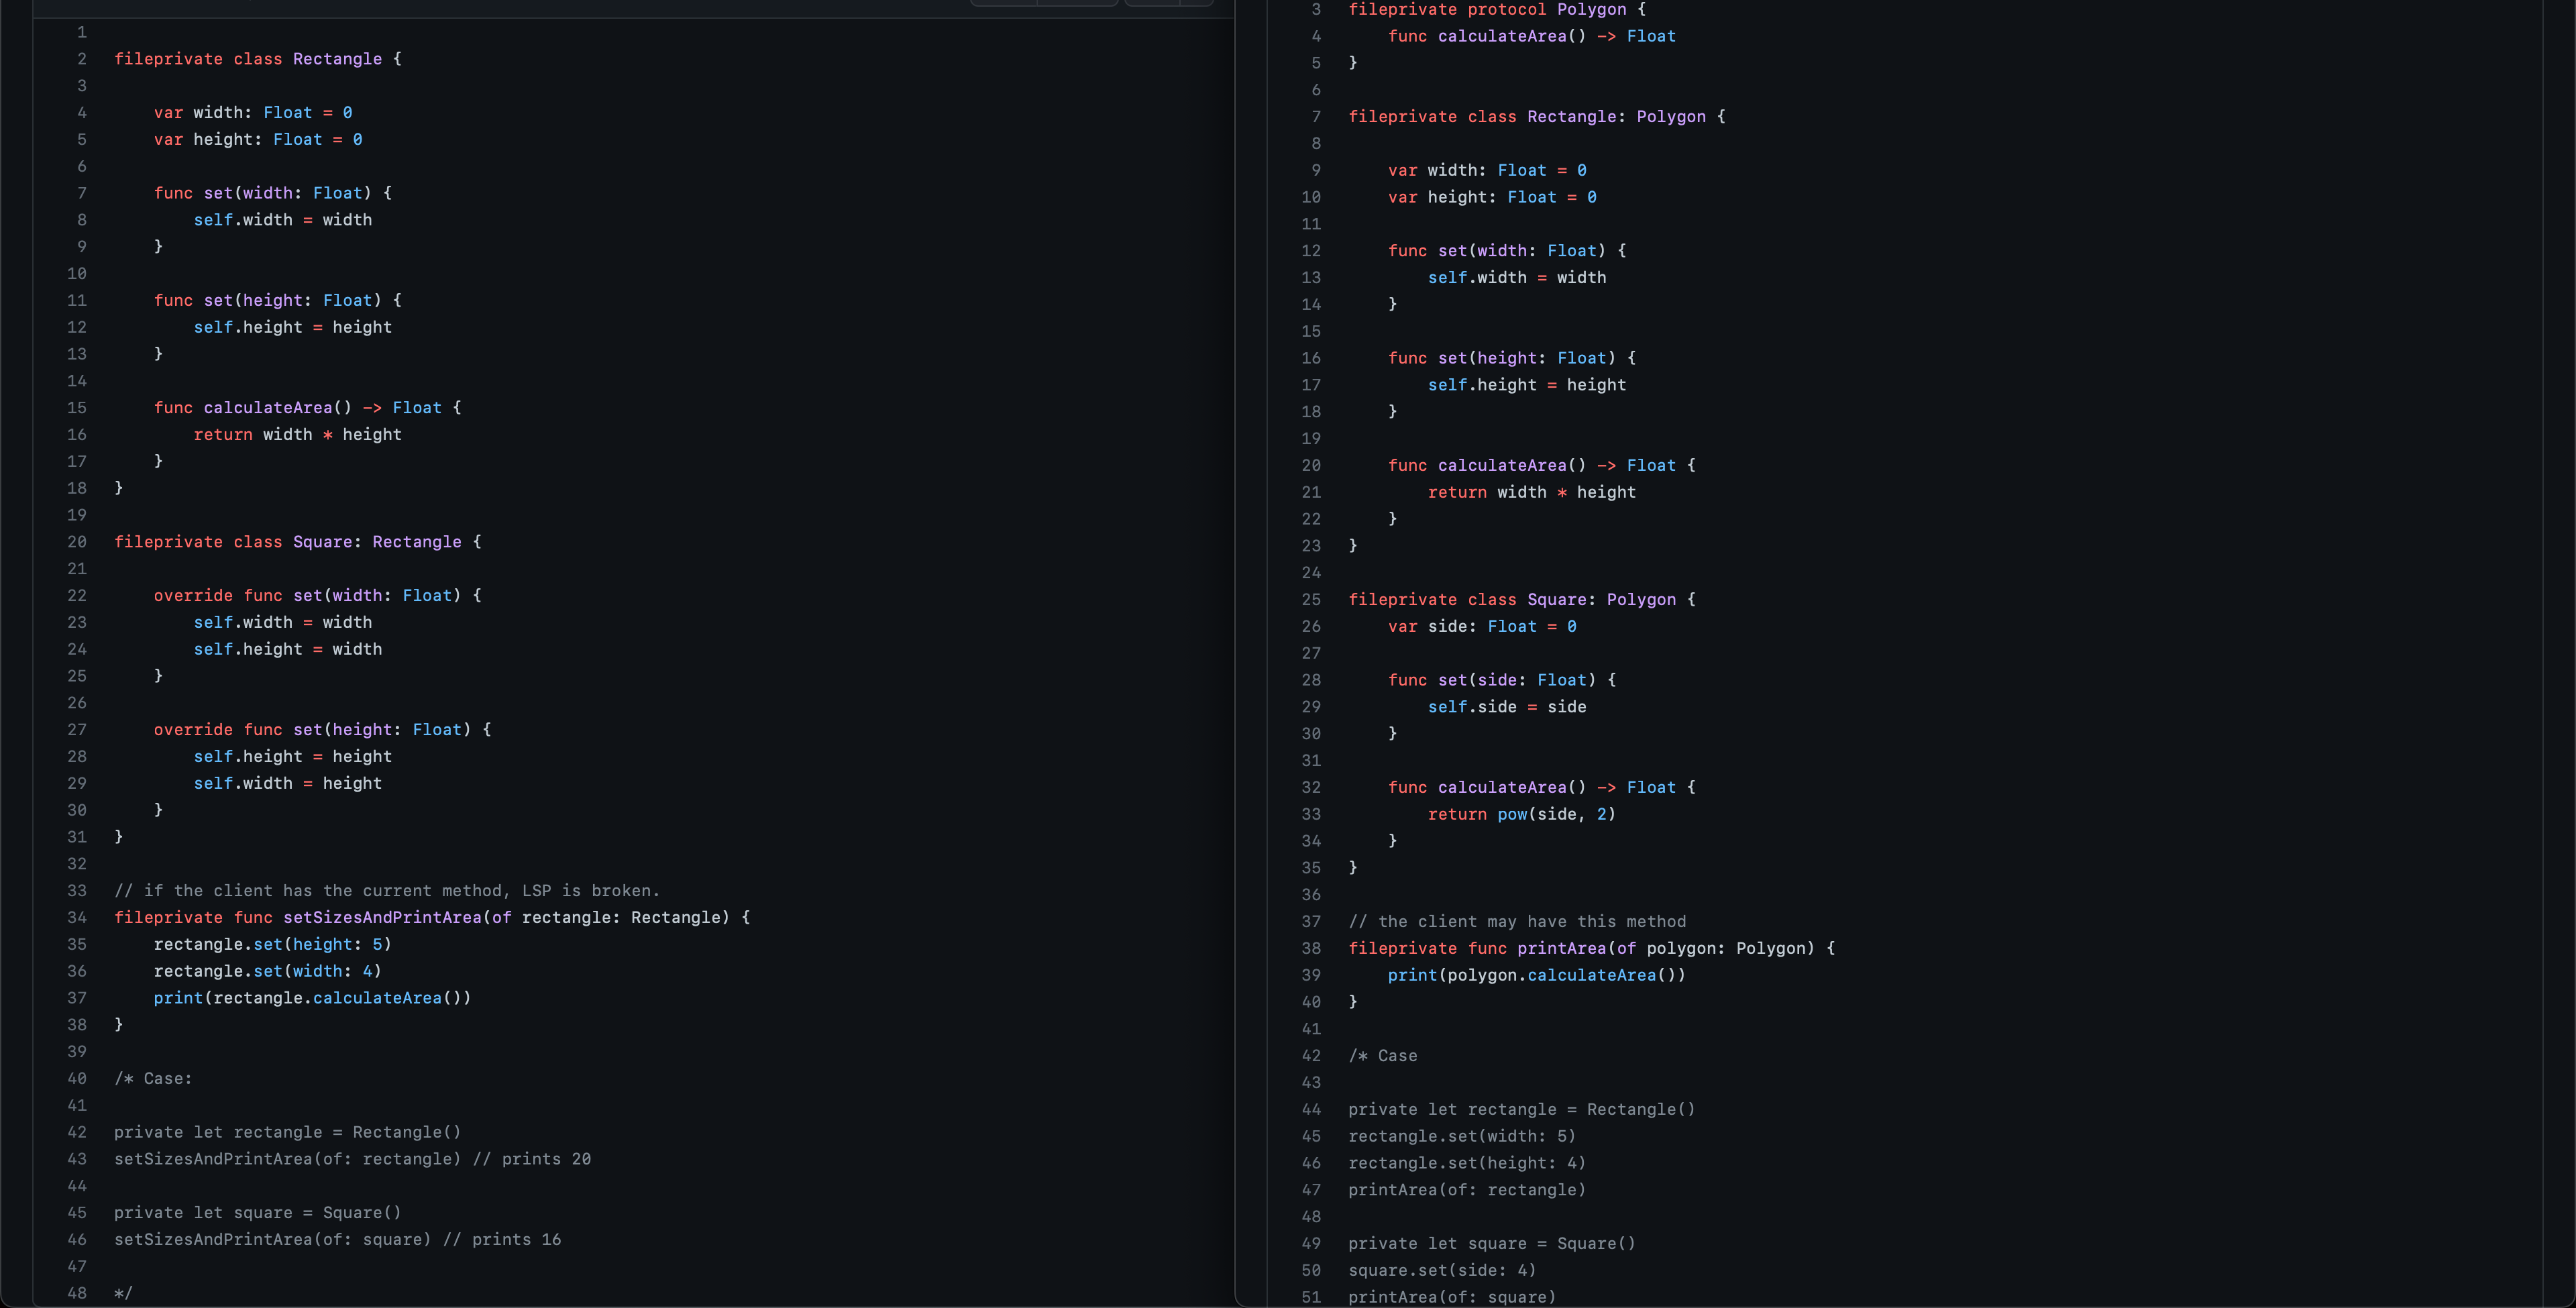 1
2 fileprivate class Rectangle {
3
4     var width: Float = 0
5     var height: Float = 0
6
7     func set(width: Float) {
8         self.width = width
9     }
10
11     func set(height: Float) {
12         self.height = height
13     }
14
15     func calculateArea() -> Float {
16         return width * height
17     }
18 }
19
20 fileprivate class Square: Rectangle {
21
22     override func set(width: Float) {
23         self.width = width
24         self.height = width
25     }
26
27     override func set(height: Float) {
28         self.height = height
29         self.width = height
30     }
31 }
32
33 // if the client has the current method, LSP is broken.
34 fileprivate func setSizesAndPrintArea(of rectangle: Rectangle) {
35     rectangle.set(height: 5)
36     rectangle.set(width: 4)
37     print(rectangle.calculateArea())
38 }
39
40 /* Case:
41
42 private let rectangle = Rectangle()
43 setSizesAndPrintArea(of: rectangle) // prints 20
44
45 private let square = Square()
46 setSizesAndPrintArea(of: square) // prints 16
47
48 */
3 fileprivate protocol Polygon {
4     func calculateArea() -> Float
5 }
6
7 fileprivate class Rectangle: Polygon {
8
9     var width: Float = 0
10     var height: Float = 0
11
12     func set(width: Float) {
13         self.width = width
14     }
15
16     func set(height: Float) {
17         self.height = height
18     }
19
20     func calculateArea() -> Float {
21         return width * height
22     }
23 }
24
25 fileprivate class Square: Polygon {
26     var side: Float = 0
27
28     func set(side: Float) {
29         self.side = side
30     }
31
32     func calculateArea() -> Float {
33         return pow(side, 2)
34     }
35 }
36
37 // the client may have this method
38 fileprivate func printArea(of polygon: Polygon) {
39     print(polygon.calculateArea())
40 }
41
42 /* Case
43
44 private let rectangle = Rectangle()
45 rectangle.set(width: 5)
46 rectangle.set(height: 4)
47 printArea(of: rectangle)
48
49 private let square = Square()
50 square.set(side: 4)
51 printArea(of: square)